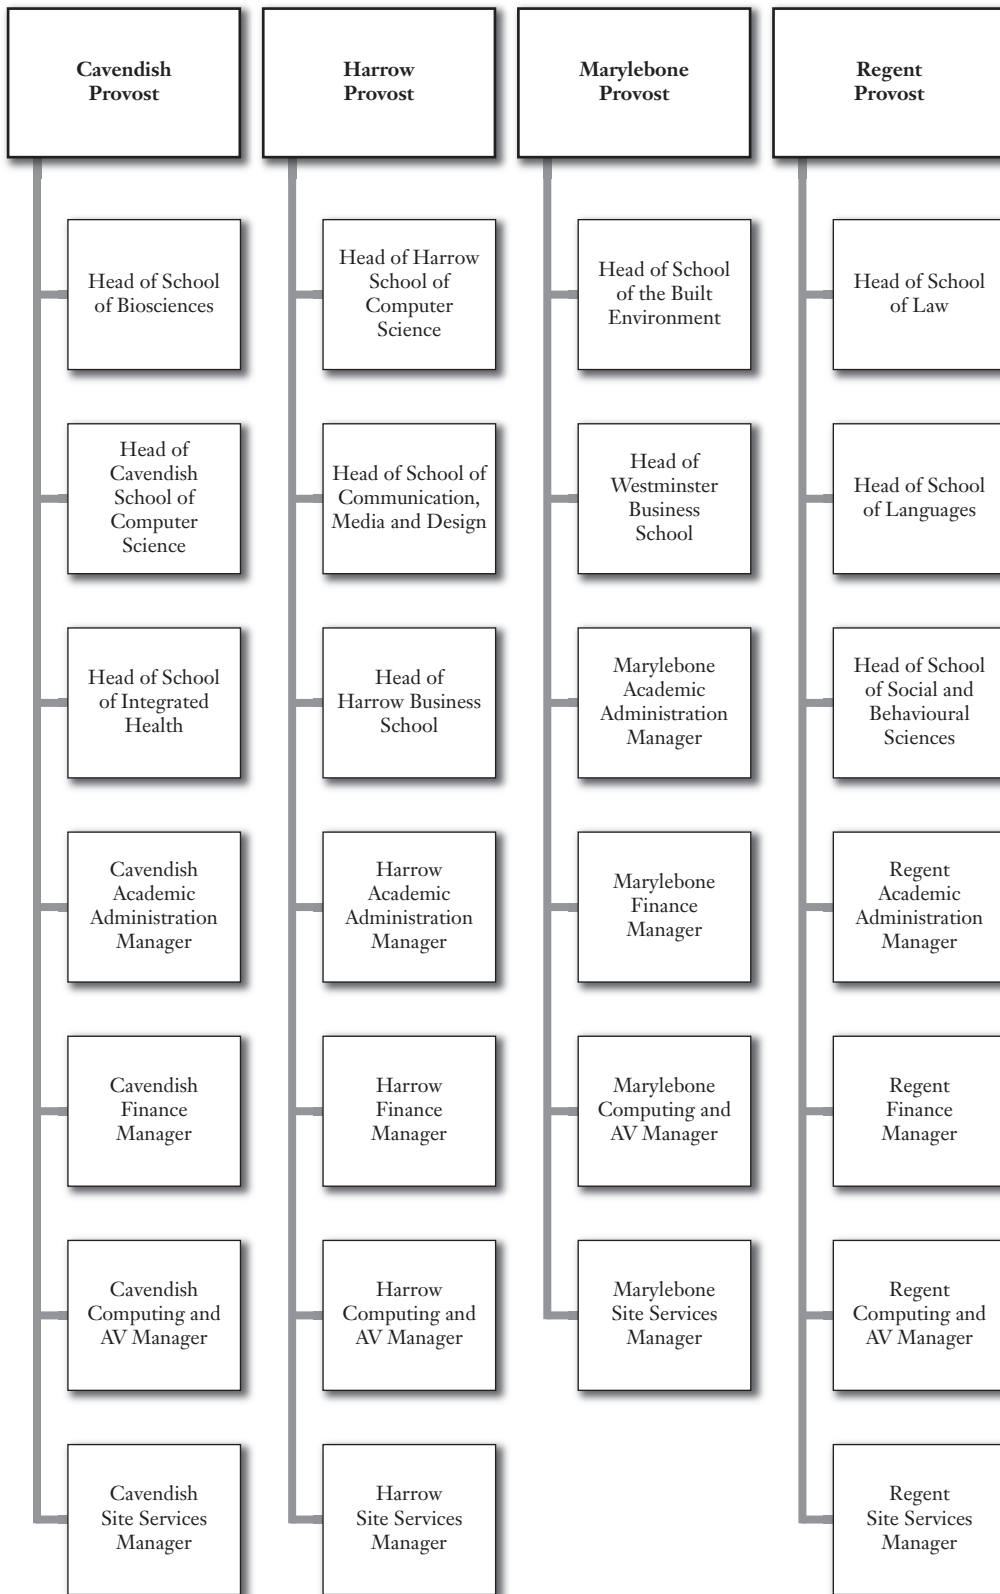 Cavendish
Provost
Harrow
Provost
Marylebone
Provost
Regent
Provost
Head of School
of Biosciences
Head of Harrow
School of
Computer
Science
Head of School
of the Built
Environment
Head of School
of Law
Head of
Cavendish
School of
Computer
Science
Head of School of
Communication,
Media and Design
Head of
Westminster
Business
School
Head of School
of Languages
Head of School
of Integrated
Health
Head of
Harrow Business
School
Marylebone
Academic
Administration
Manager
Head of School
of Social and
Behavioural
Sciences
Cavendish
Academic
Administration
Manager
Harrow
Academic
Administration
Manager
Marylebone
Finance
Manager
Regent
Academic
Administration
Manager
Cavendish
Finance
Manager
Harrow
Finance
Manager
Marylebone
Computing and
AV Manager
Regent
Finance
Manager
Cavendish
Computing and
AV Manager
Harrow
Computing and
AV Manager
Marylebone
Site Services
Manager
Regent
Computing and
AV Manager
Cavendish
Site Services
Manager
Harrow
Site Services
Manager
Regent
Site Services
Manager